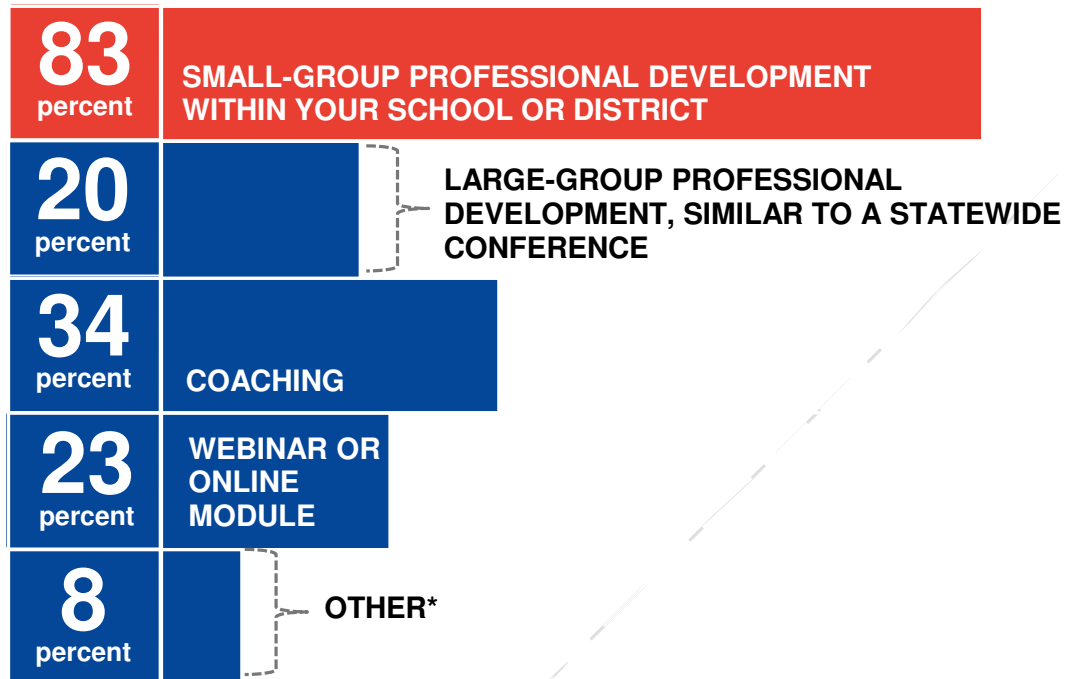 83
percent
SMALL-GROUP PROFESSIONAL DEVELOPMENT
WITHIN YOUR SCHOOL OR DISTRICT
20
percent
LARGE-GROUP PROFESSIONAL
DEVELOPMENT, SIMILAR TO A STATEWIDE
CONFERENCE
34
percent
COACHING
23
percent
WEBINAR OR
ONLINE
MODULE
8
percent
OTHER*